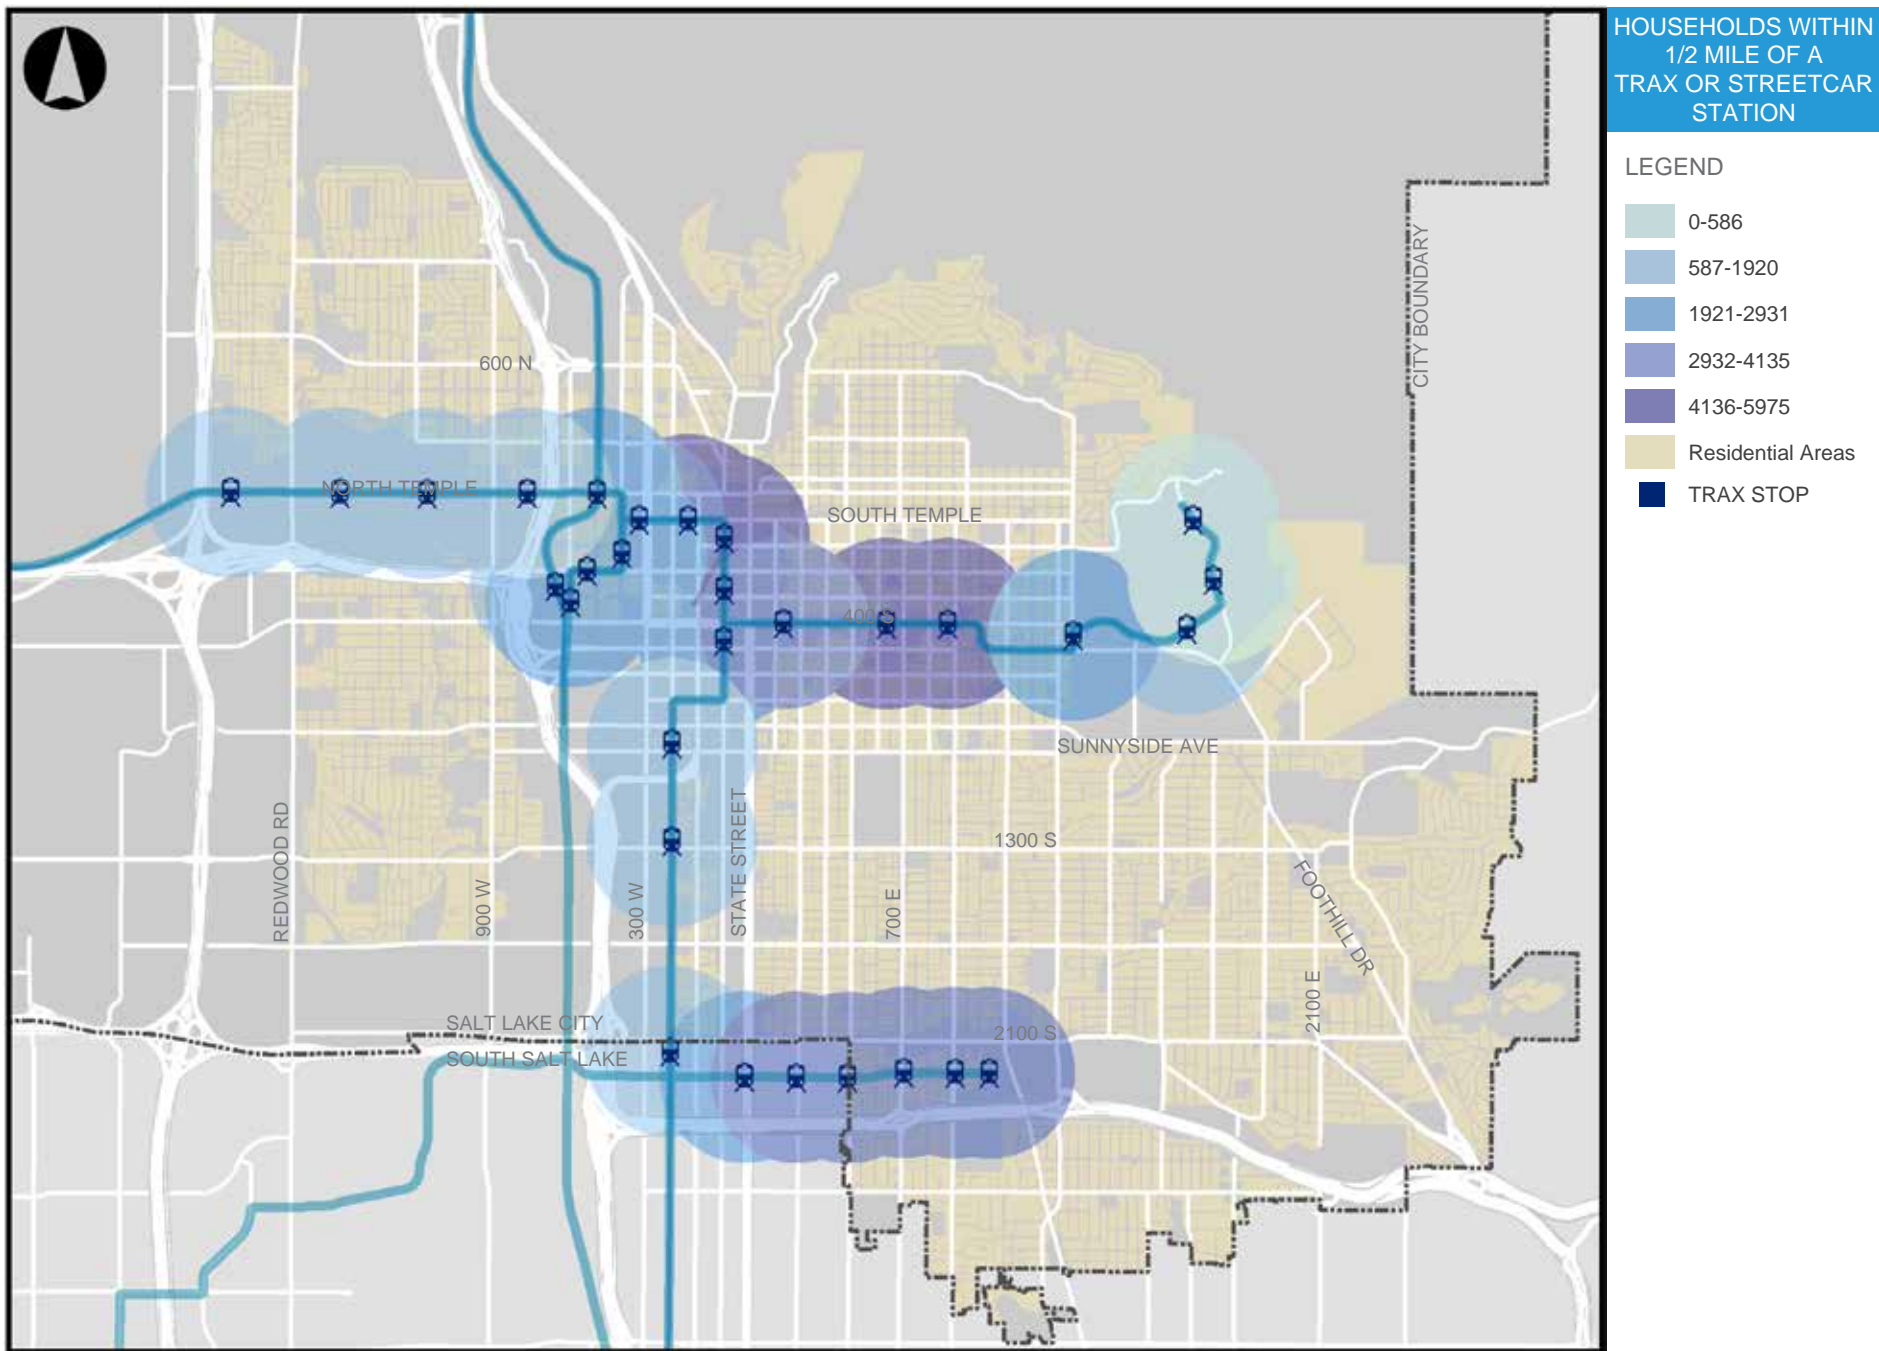 HOUSEHOLDS WITHIN
1/2 MILE OF A
TRAX OR STREETCAR
STATION
LEGEND
0-586
587-1920
1921-2931
2932-4135
4136-5975
Residential Areas
TRAX STOP
CITY BOUNDARY
600 N
NORTH TEMPLE
SOUTH TEMPLE
400 S
SUNNYSIDE AVE
REDWOOD RD
900 W
300 W
STATE STREET
700 E
1300 S
FOOTHILL DR
2100 E
SALT LAKE CITY
SOUTH SALT LAKE
2100 S